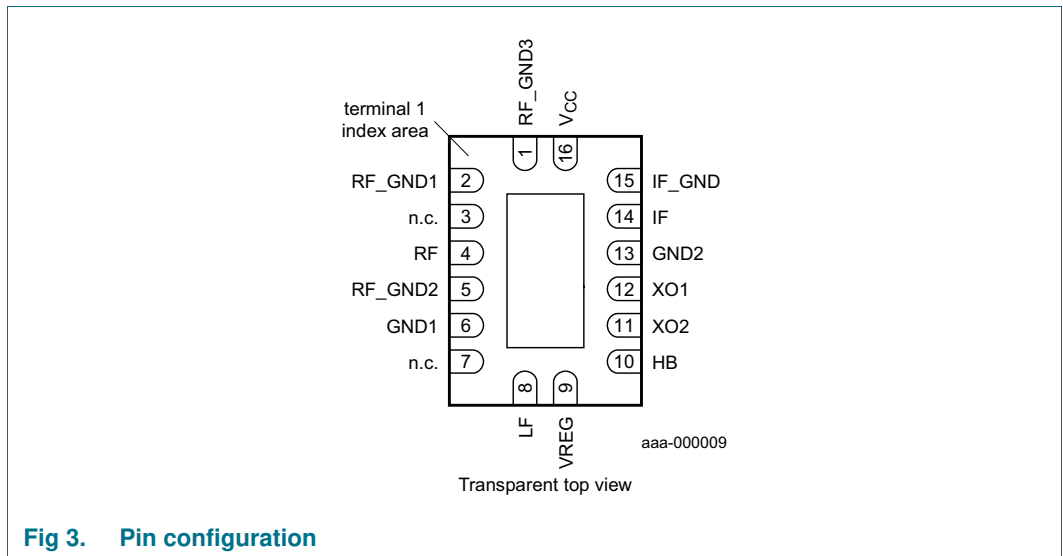 RF_GND3
VCC
terminal 1
index area
1
16
RF_GND1 2
15 IF_GND
n.c. 3
14 IF
RF 4
13 GND2
RF_GND2 5
12 XO1
GND1 6
11 XO2
n.c. 7
10 HB
8
9
LF
VREG
aaa-000009
Transparent top view
Fig 3. Pin configuration